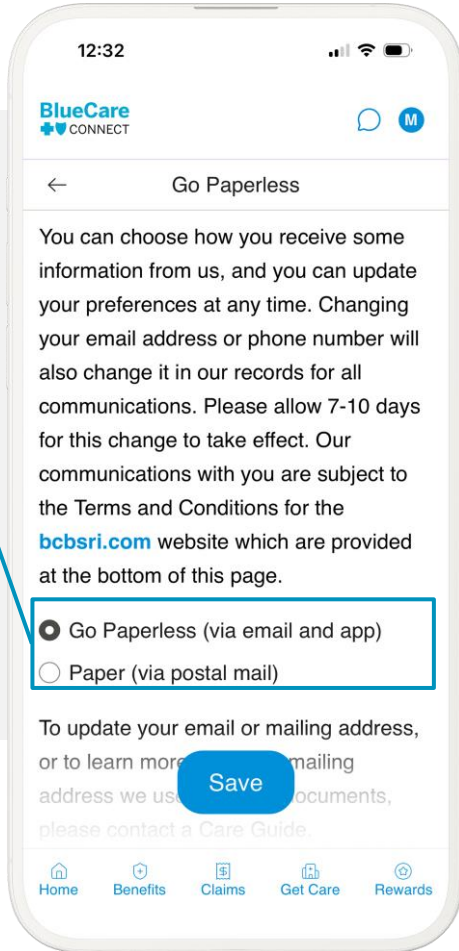 12:32
BlueCare
CONNECT
M
Go Paperless
You can choose how you receive some
information from us, and you can update
your preferences at any time. Changing
your email address or phone number will
also change it in our records for all
communications. Please allow 7-10 days
for this change to take effect. Our
communications with you are subject to
the Terms and Conditions for the
bcbsri.com website which are provided
at the bottom of this page.
Go Paperless (via email and app)
Paper (via postal mail)
To update your email or mailing address,
or to learn more mailing
address we us ocuments,
please contact a Care Guide.
Save
Home Benefits Claims Get Care Rewards